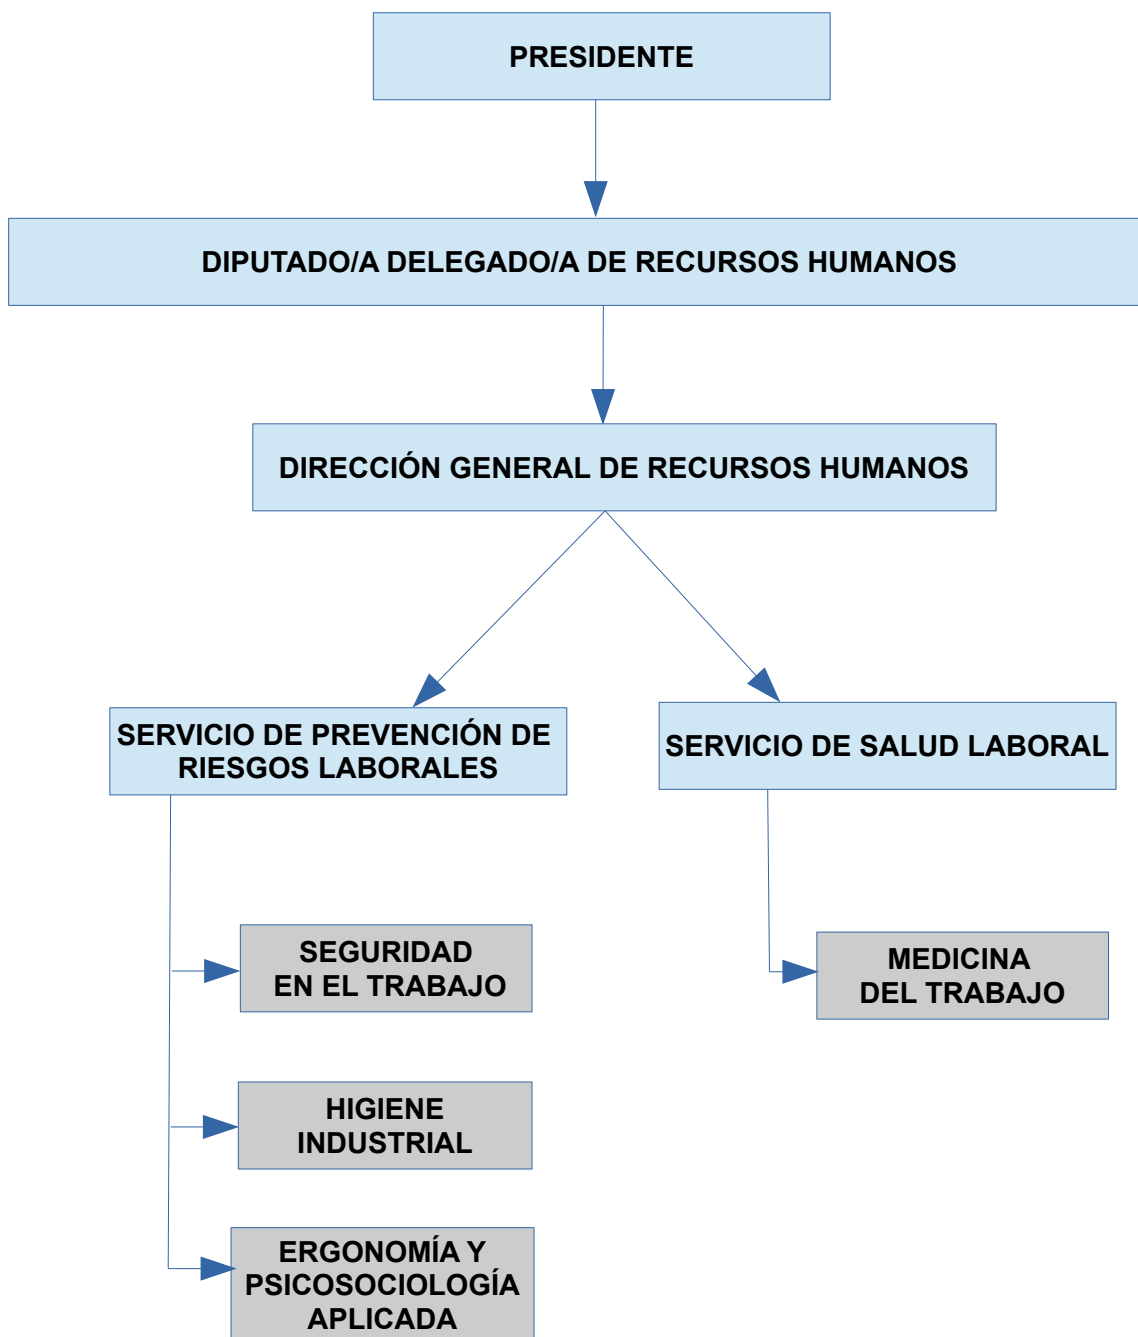 PRESIDENTE
DIPUTADO/A DELEGADO/A DE RECURSOS HUMANOS
DIRECCIÓN GENERAL DE RECURSOS HUMANOS
SERVICIO DE PREVENCIÓN DE
RIESGOS LABORALES
SERVICIO DE SALUD LABORAL
SEGURIDAD
EN EL TRABAJO
MEDICINA
DEL TRABAJO
HIGIENE
INDUSTRIAL
ERGONOMÍA Y
PSICOSOCIOLOGÍA
APLICADA